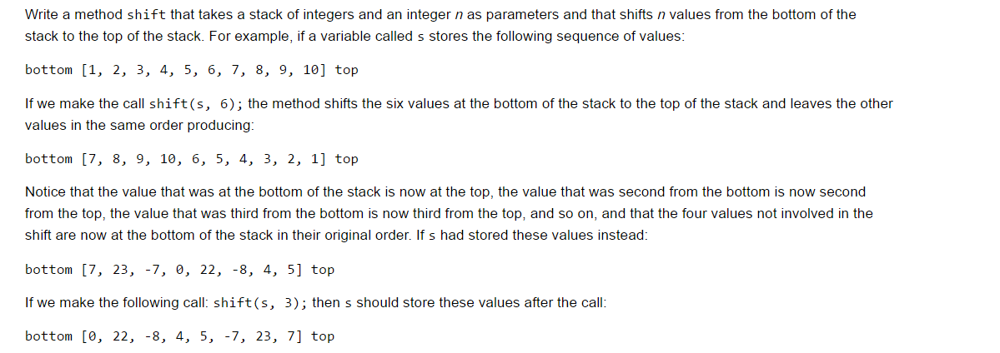 Write a method shift that takes a stack of integers and an integer n as parameters and that shifts n values from the bottom of the
stack to the top of the stack. For example, if a variable called s stores the following sequence of values:
bottom [1, 2, 3, 4, 5, 6, 7, 8, 9, 10] top
If we make the call shift(s, 6); the method shifts the six values at the bottom of the stack to the top of the stack and leaves the other
values in the same order producing:
bottom [7, 8, 9, 10, 6, 5, 4, 3, 2, 1] top
Notice that the value that was at the bottom of the stack is now at the top, the value that was second from the bottom is now second
from the top, the value that was third from the bottom is now third from the top, and so on, and that the four values not involved in the
shift are now at the bottom of the stack in their original order. If s had stored these values instead:
bottom [7, 23, -7, 0, 22, -8, 4, 5] top
If we make the following call: shift(s, 3); then s should store these values after the call:
bottom [0, 22, -8, 4, 5, -7, 23, 7] top